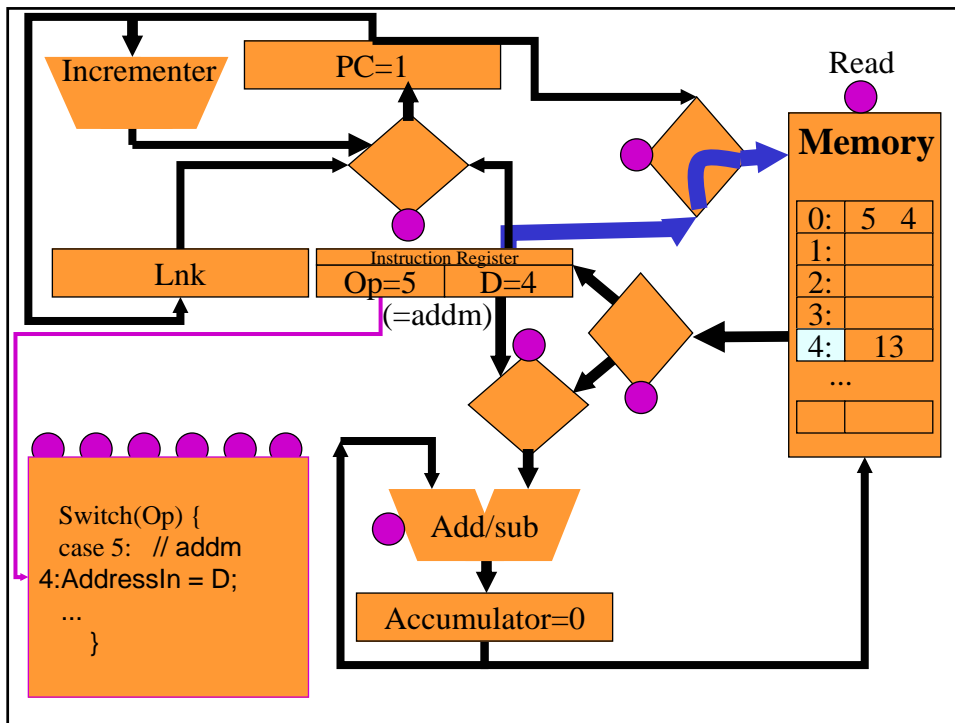 Incrementer
PC=1
Read
Memory
0: 5 4
1:
2:
3:
4: 13
...
Instruction Register
Op=5 D=4
(=addm)
Lnk
Add/sub
Accumulator=0
Switch(Op) {
case 5: // addm
4:AddressIn = D;
...
}